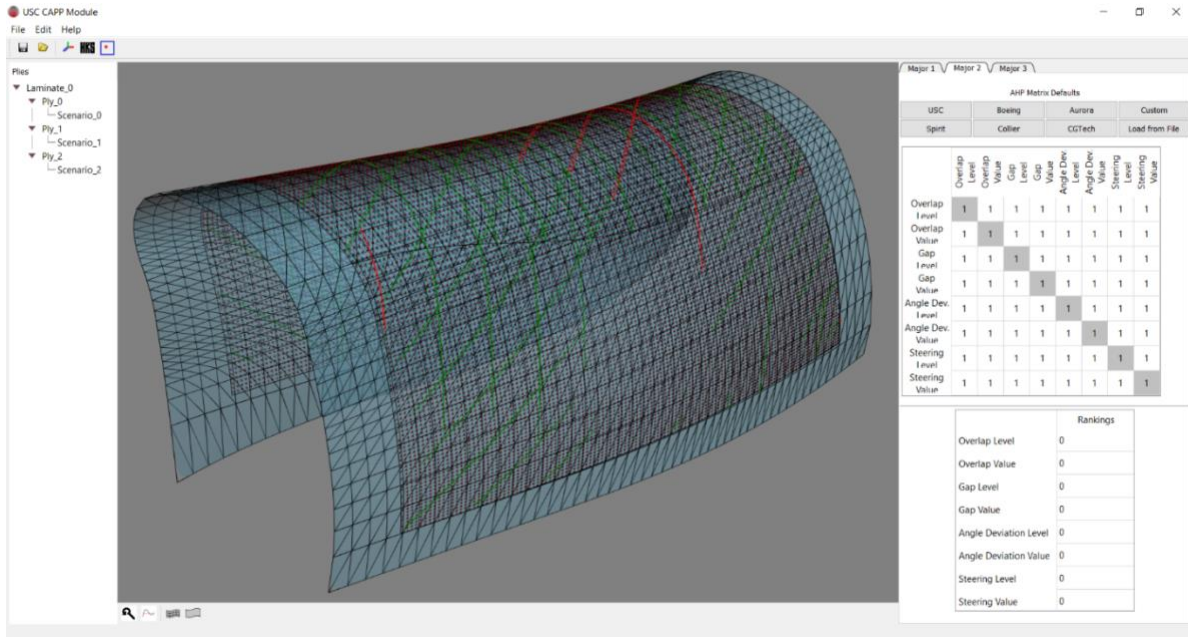 USC CAPP Module
File Edit Help
HKS
Plies
Laminate_0
Ply_0
Scenario_0
Ply_1
Scenario_1
Ply_2
Scenario_2
Major 1 Major 2 Major 3
AHP Matrix Defaults
USC Boeing Aurora Custom
Spirit Collier CGTech Load from File
Overlap Level Overlap Value Gap Level Gap Value Angle Dev. Level Angle Dev. Value Steering Level Steering Value
Overlap
Level 1 1 1 1 1 1 1 1
Overlap
Value 1 1 1 1 1 1 1 1
Gap
Level 1 1 1 1 1 1 1 1
Gap
Value 1 1 1 1 1 1 1 1
Angle Dev.
Level 1 1 1 1 1 1 1 1
Angle Dev.
Value 1 1 1 1 1 1 1 1
Steering
Level 1 1 1 1 1 1 1 1
Steering
Value 1 1 1 1 1 1 1 1
Rankings
Overlap Level 0
Overlap Value 0
Gap Level 0
Gap Value 0
Angle Deviation Level 0
Angle Deviation Value 0
Steering Level 0
Steering Value 0